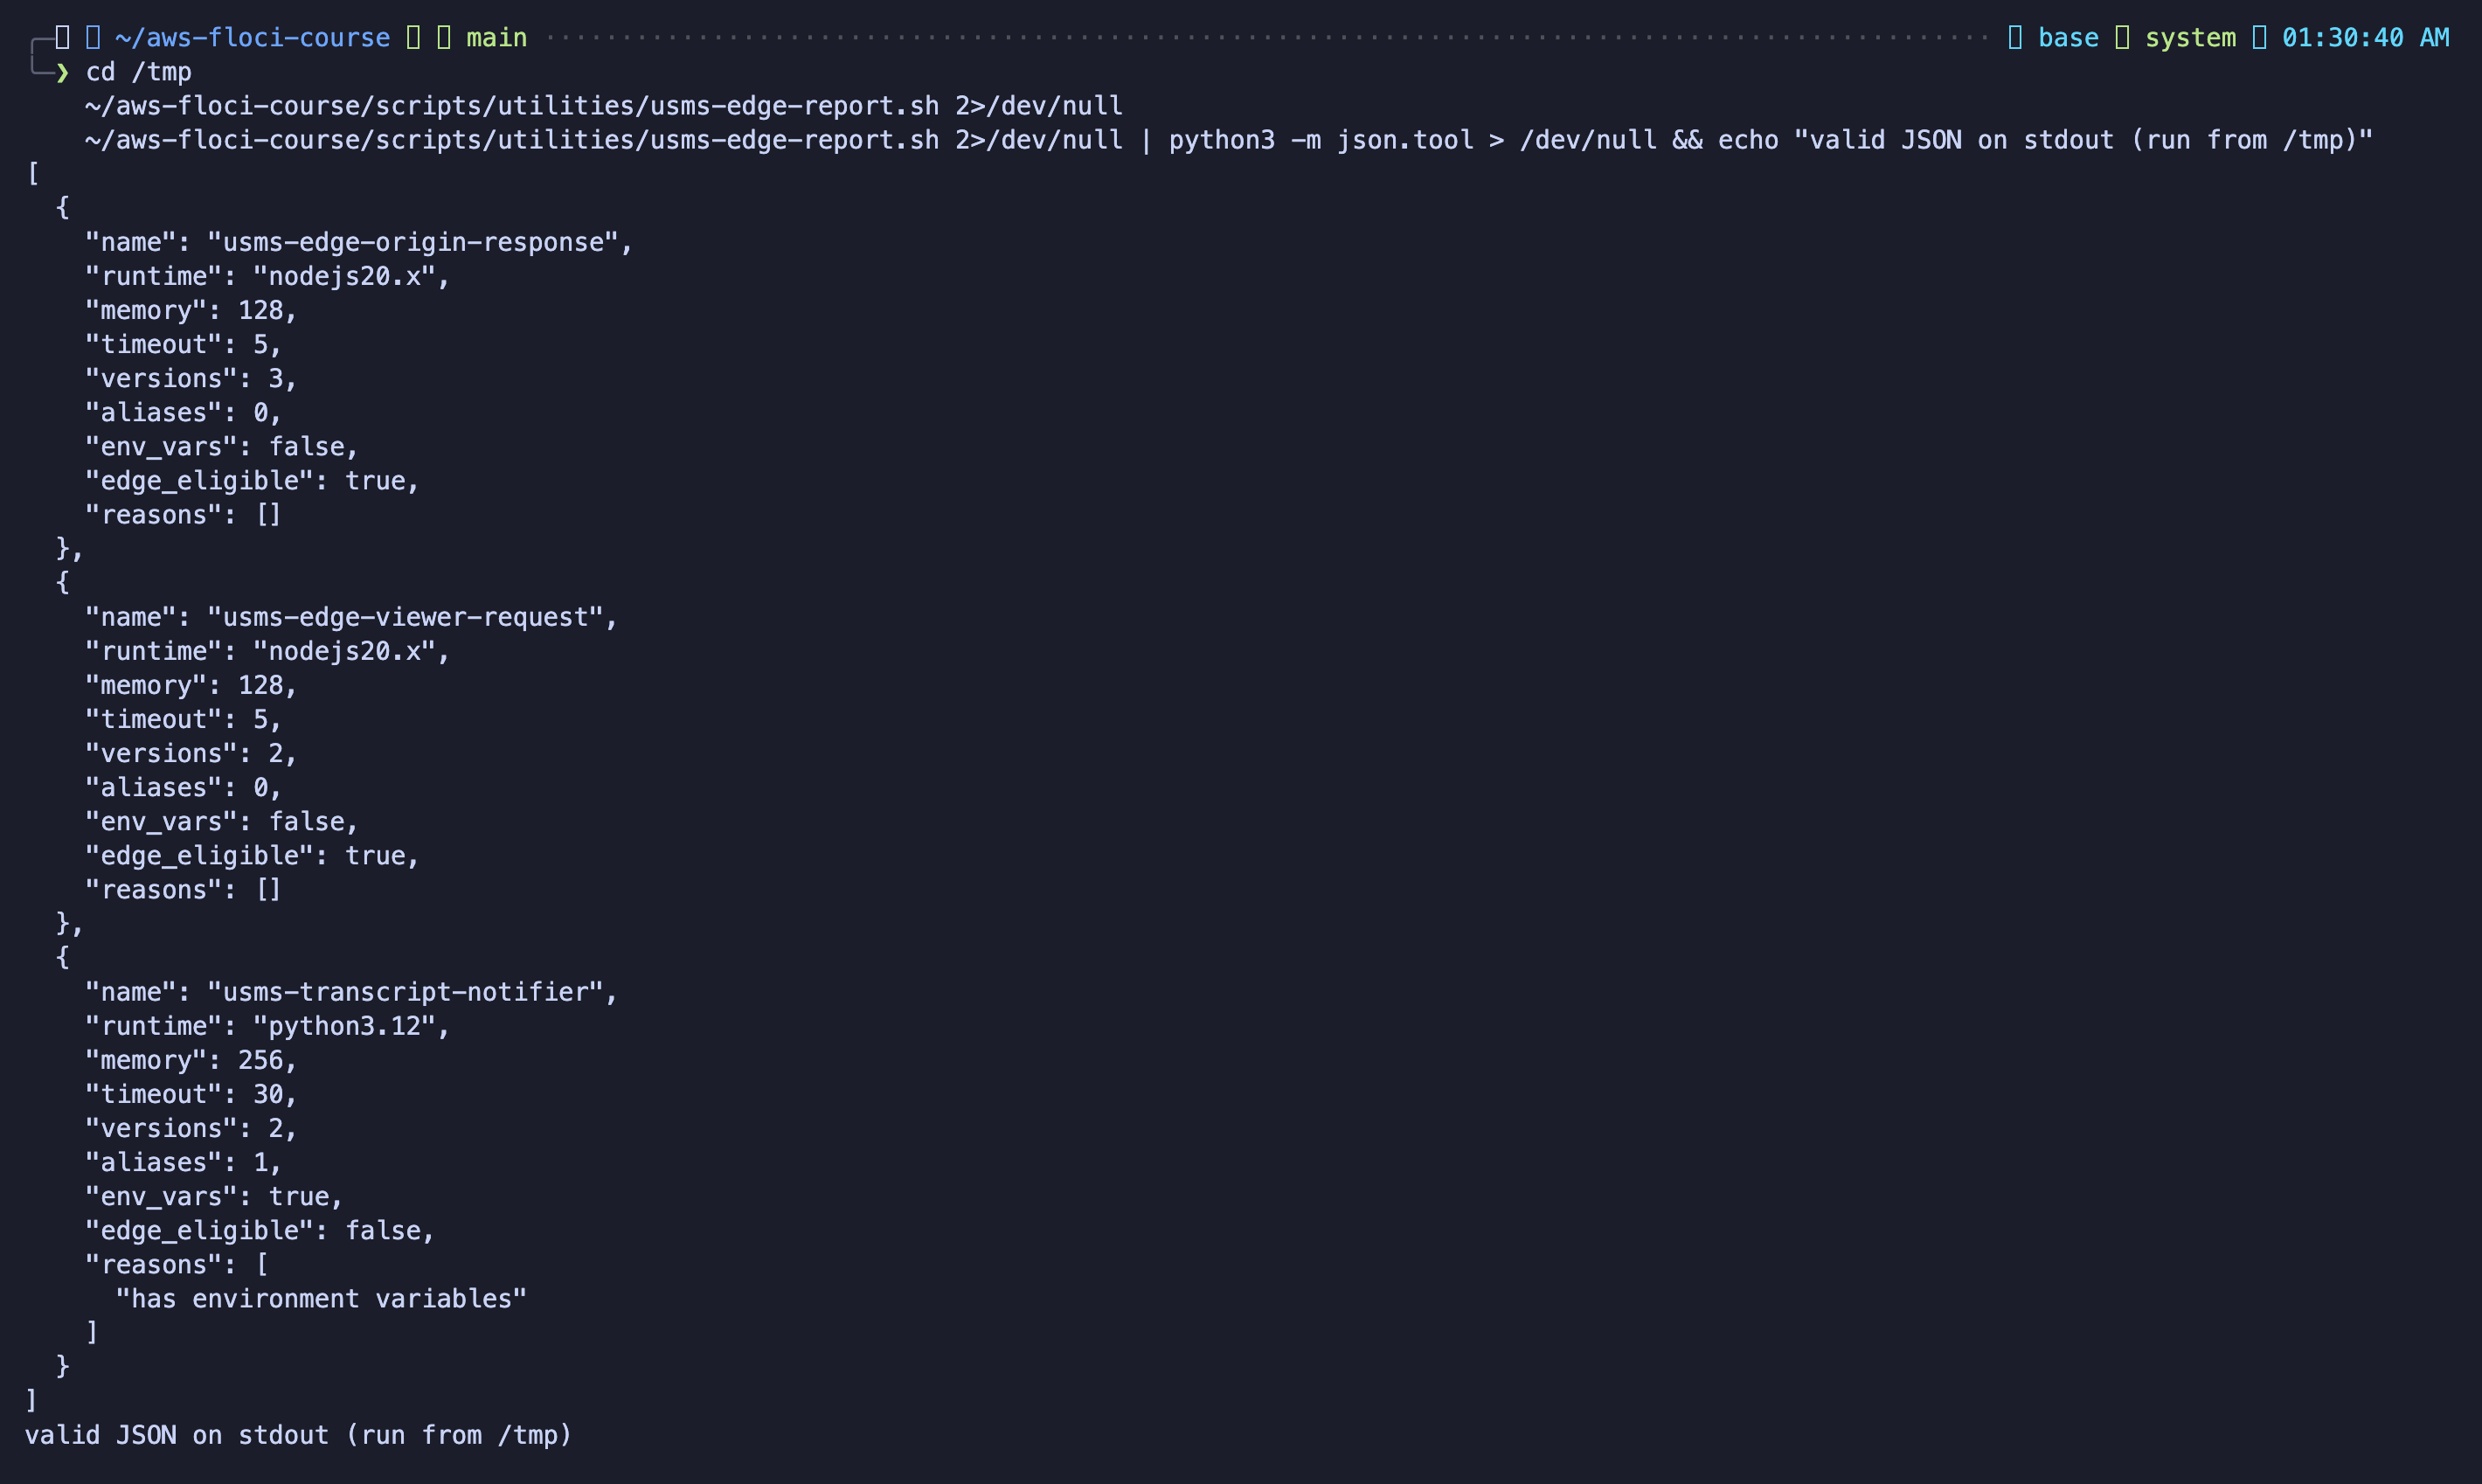 ~/aws-floci-course main base system 01:30:40 AM
❯ cd /tmp
    ~/aws-floci-course/scripts/utilities/usms-edge-report.sh 2>/dev/null
    ~/aws-floci-course/scripts/utilities/usms-edge-report.sh 2>/dev/null | python3 -m json.tool > /dev/null && echo "valid JSON on stdout (run from /tmp)"
[
  {
    "name": "usms-edge-origin-response",
    "runtime": "nodejs20.x",
    "memory": 128,
    "timeout": 5,
    "versions": 3,
    "aliases": 0,
    "env_vars": false,
    "edge_eligible": true,
    "reasons": []
  },
  {
    "name": "usms-edge-viewer-request",
    "runtime": "nodejs20.x",
    "memory": 128,
    "timeout": 5,
    "versions": 2,
    "aliases": 0,
    "env_vars": false,
    "edge_eligible": true,
    "reasons": []
  },
  {
    "name": "usms-transcript-notifier",
    "runtime": "python3.12",
    "memory": 256,
    "timeout": 30,
    "versions": 2,
    "aliases": 1,
    "env_vars": true,
    "edge_eligible": false,
    "reasons": [
      "has environment variables"
    ]
  }
]
valid JSON on stdout (run from /tmp)